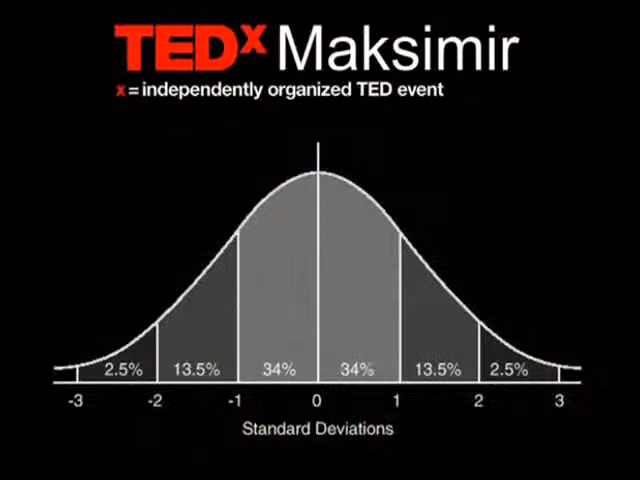 TEDx Maksimir
x = independently organized TED event
2.5% 13.5% 34% 34% 13.5% 2.5%
-3 -2 -1 0 1 2 3
Standard Deviations